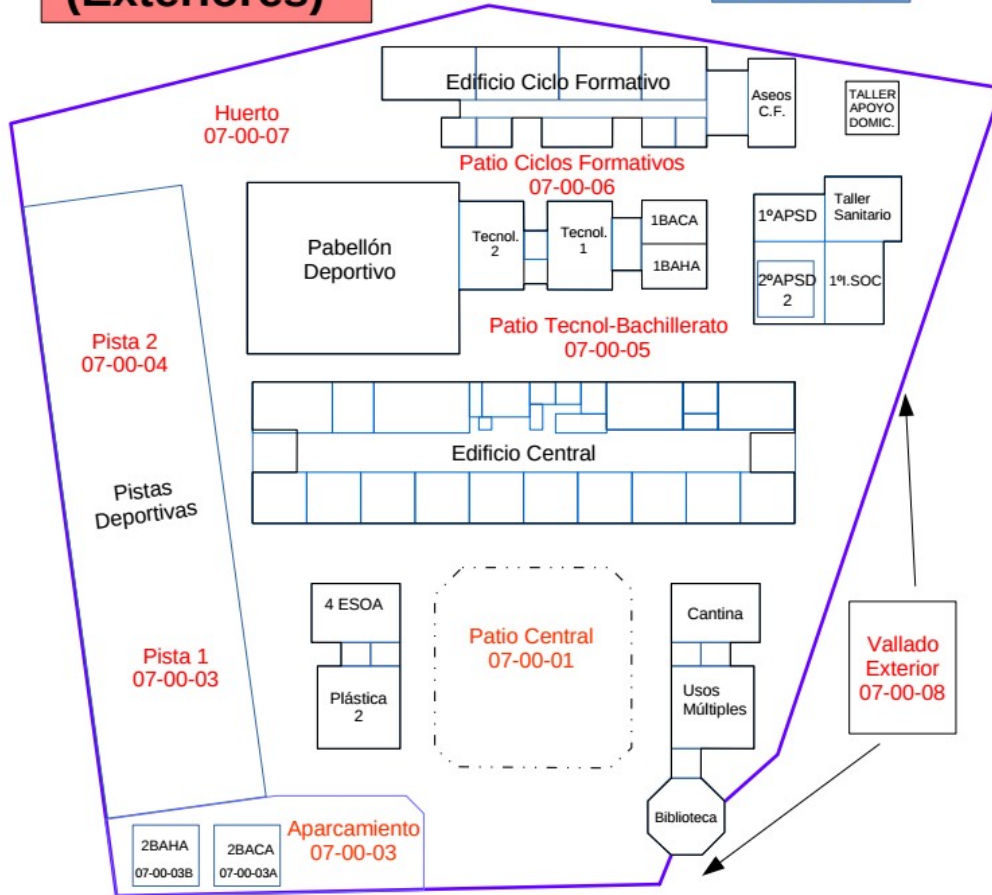 (Exteriores)
Edificio Ciclo Formativo
Aseos
C.F.
TALLER
APOYO
DOMIC.
Huerto
07-00-07
Patio Ciclos Formativos
07-00-06
Pabellón
Deportivo
Tecnol.
2
Tecnol.
1
1BACA
1BAHA
1ºAPSD
Taller
Sanitario
2ºAPSD
2
1ºI.SOC
Patio Tecnol-Bachillerato
07-00-05
Pista 2
07-00-04
Edificio Central
Pistas
Deportivas
4 ESOA
Patio Central
07-00-01
Cantina
Pista 1
07-00-03
Plástica
2
Usos
Múltiples
Vallado
Exterior
07-00-08
Biblioteca
Aparcamiento
07-00-03
2BAHA
07-00-03B
2BACA
07-00-03A